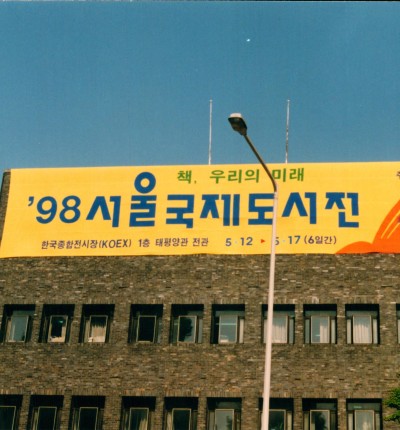 책, 우리의 미래
'98 서울국제도서전
한국종합전시장(KOEX) 1층 태평양관 전관 5·12 ▶ 5·17 (6일간)